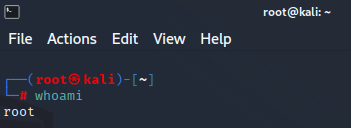 root@kali: ~
File Actions Edit View Help
┌──(root㉿kali)-[~]
└─# whoami
root